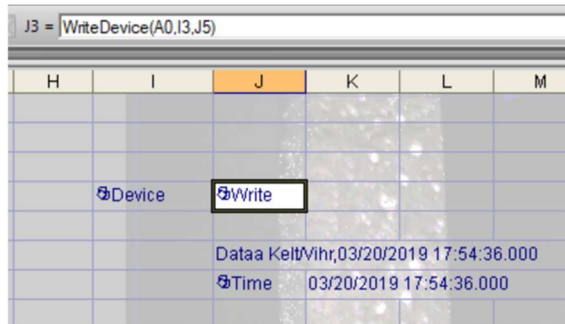 J3 = WriteDevice(A0,I3,J5)
H I J K L M
Device Write
Dataa Kelt/Vihr,03/20/2019 17:54:36.000
Time 03/20/2019 17:54:36.000